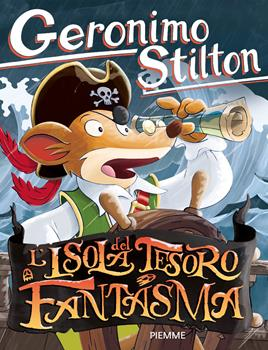 Geronimo
Stilton
L'ISOLA del TESORO
FANTASMA
PIEMME